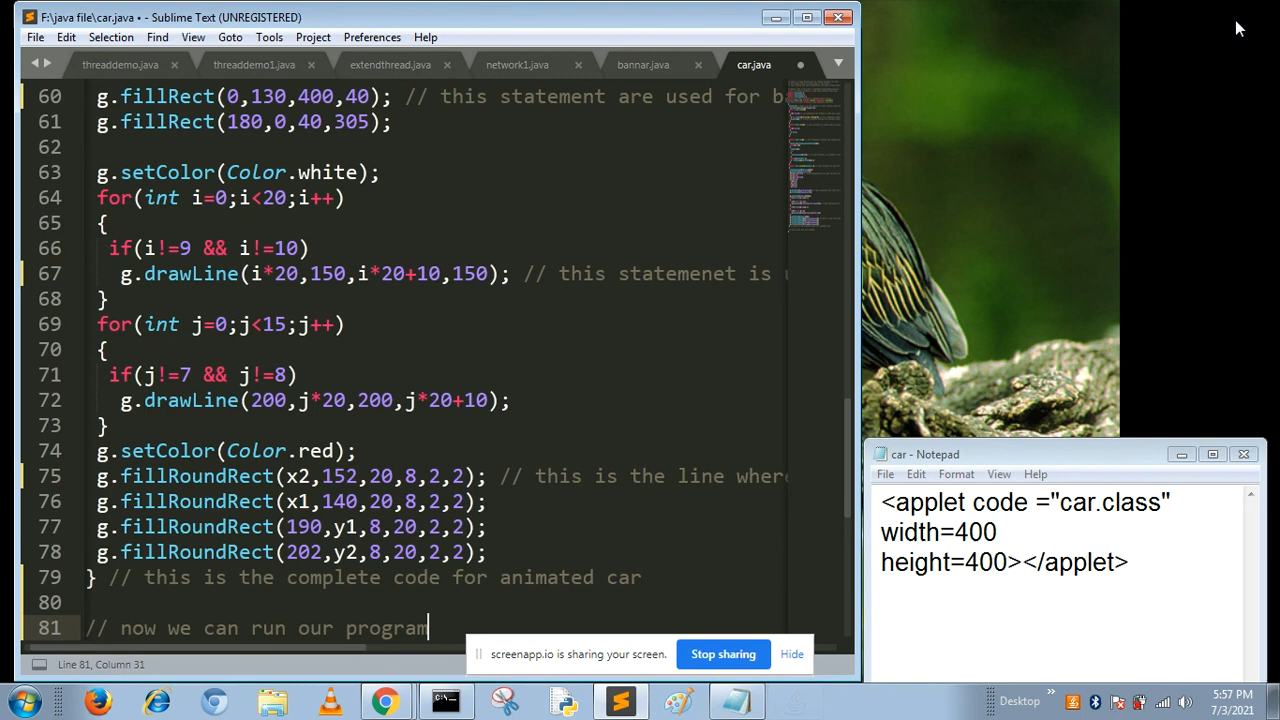 F:\java file\car.java • - Sublime Text (UNREGISTERED)
File Edit Selection Find View Goto Tools Project Preferences Help
threaddemo.java threaddemo1.java extendthread.java network1.java bannar.java car.java
60 g.fillRect(0,130,400,40); // this statement are used for b
61 g.fillRect(180,0,40,305);
62
63 g.setColor(Color.white);
64 for(int i=0;i<20;i++)
65 {
66 if(i!=9 && i!=10)
67 g.drawLine(i*20,150,i*20+10,150); // this statemenet is u
68 }
69 for(int j=0;j<15;j++)
70 {
71 if(j!=7 && j!=8)
72 g.drawLine(200,j*20,200,j*20+10);
73 }
74 g.setColor(Color.red);
75 g.fillRoundRect(x2,152,20,8,2,2); // this is the line where
76 g.fillRoundRect(x1,140,20,8,2,2);
77 g.fillRoundRect(190,y1,8,20,2,2);
78 g.fillRoundRect(202,y2,8,20,2,2);
79 } // this is the complete code for animated car
80
81 // now we can run our program
Line 81, Column 31
screenapp.io is sharing your screen. Stop sharing Hide
car - Notepad
File Edit Format View Help
<applet code ="car.class"
width=400
height=400></applet>
Desktop
5:57 PM
7/3/2021